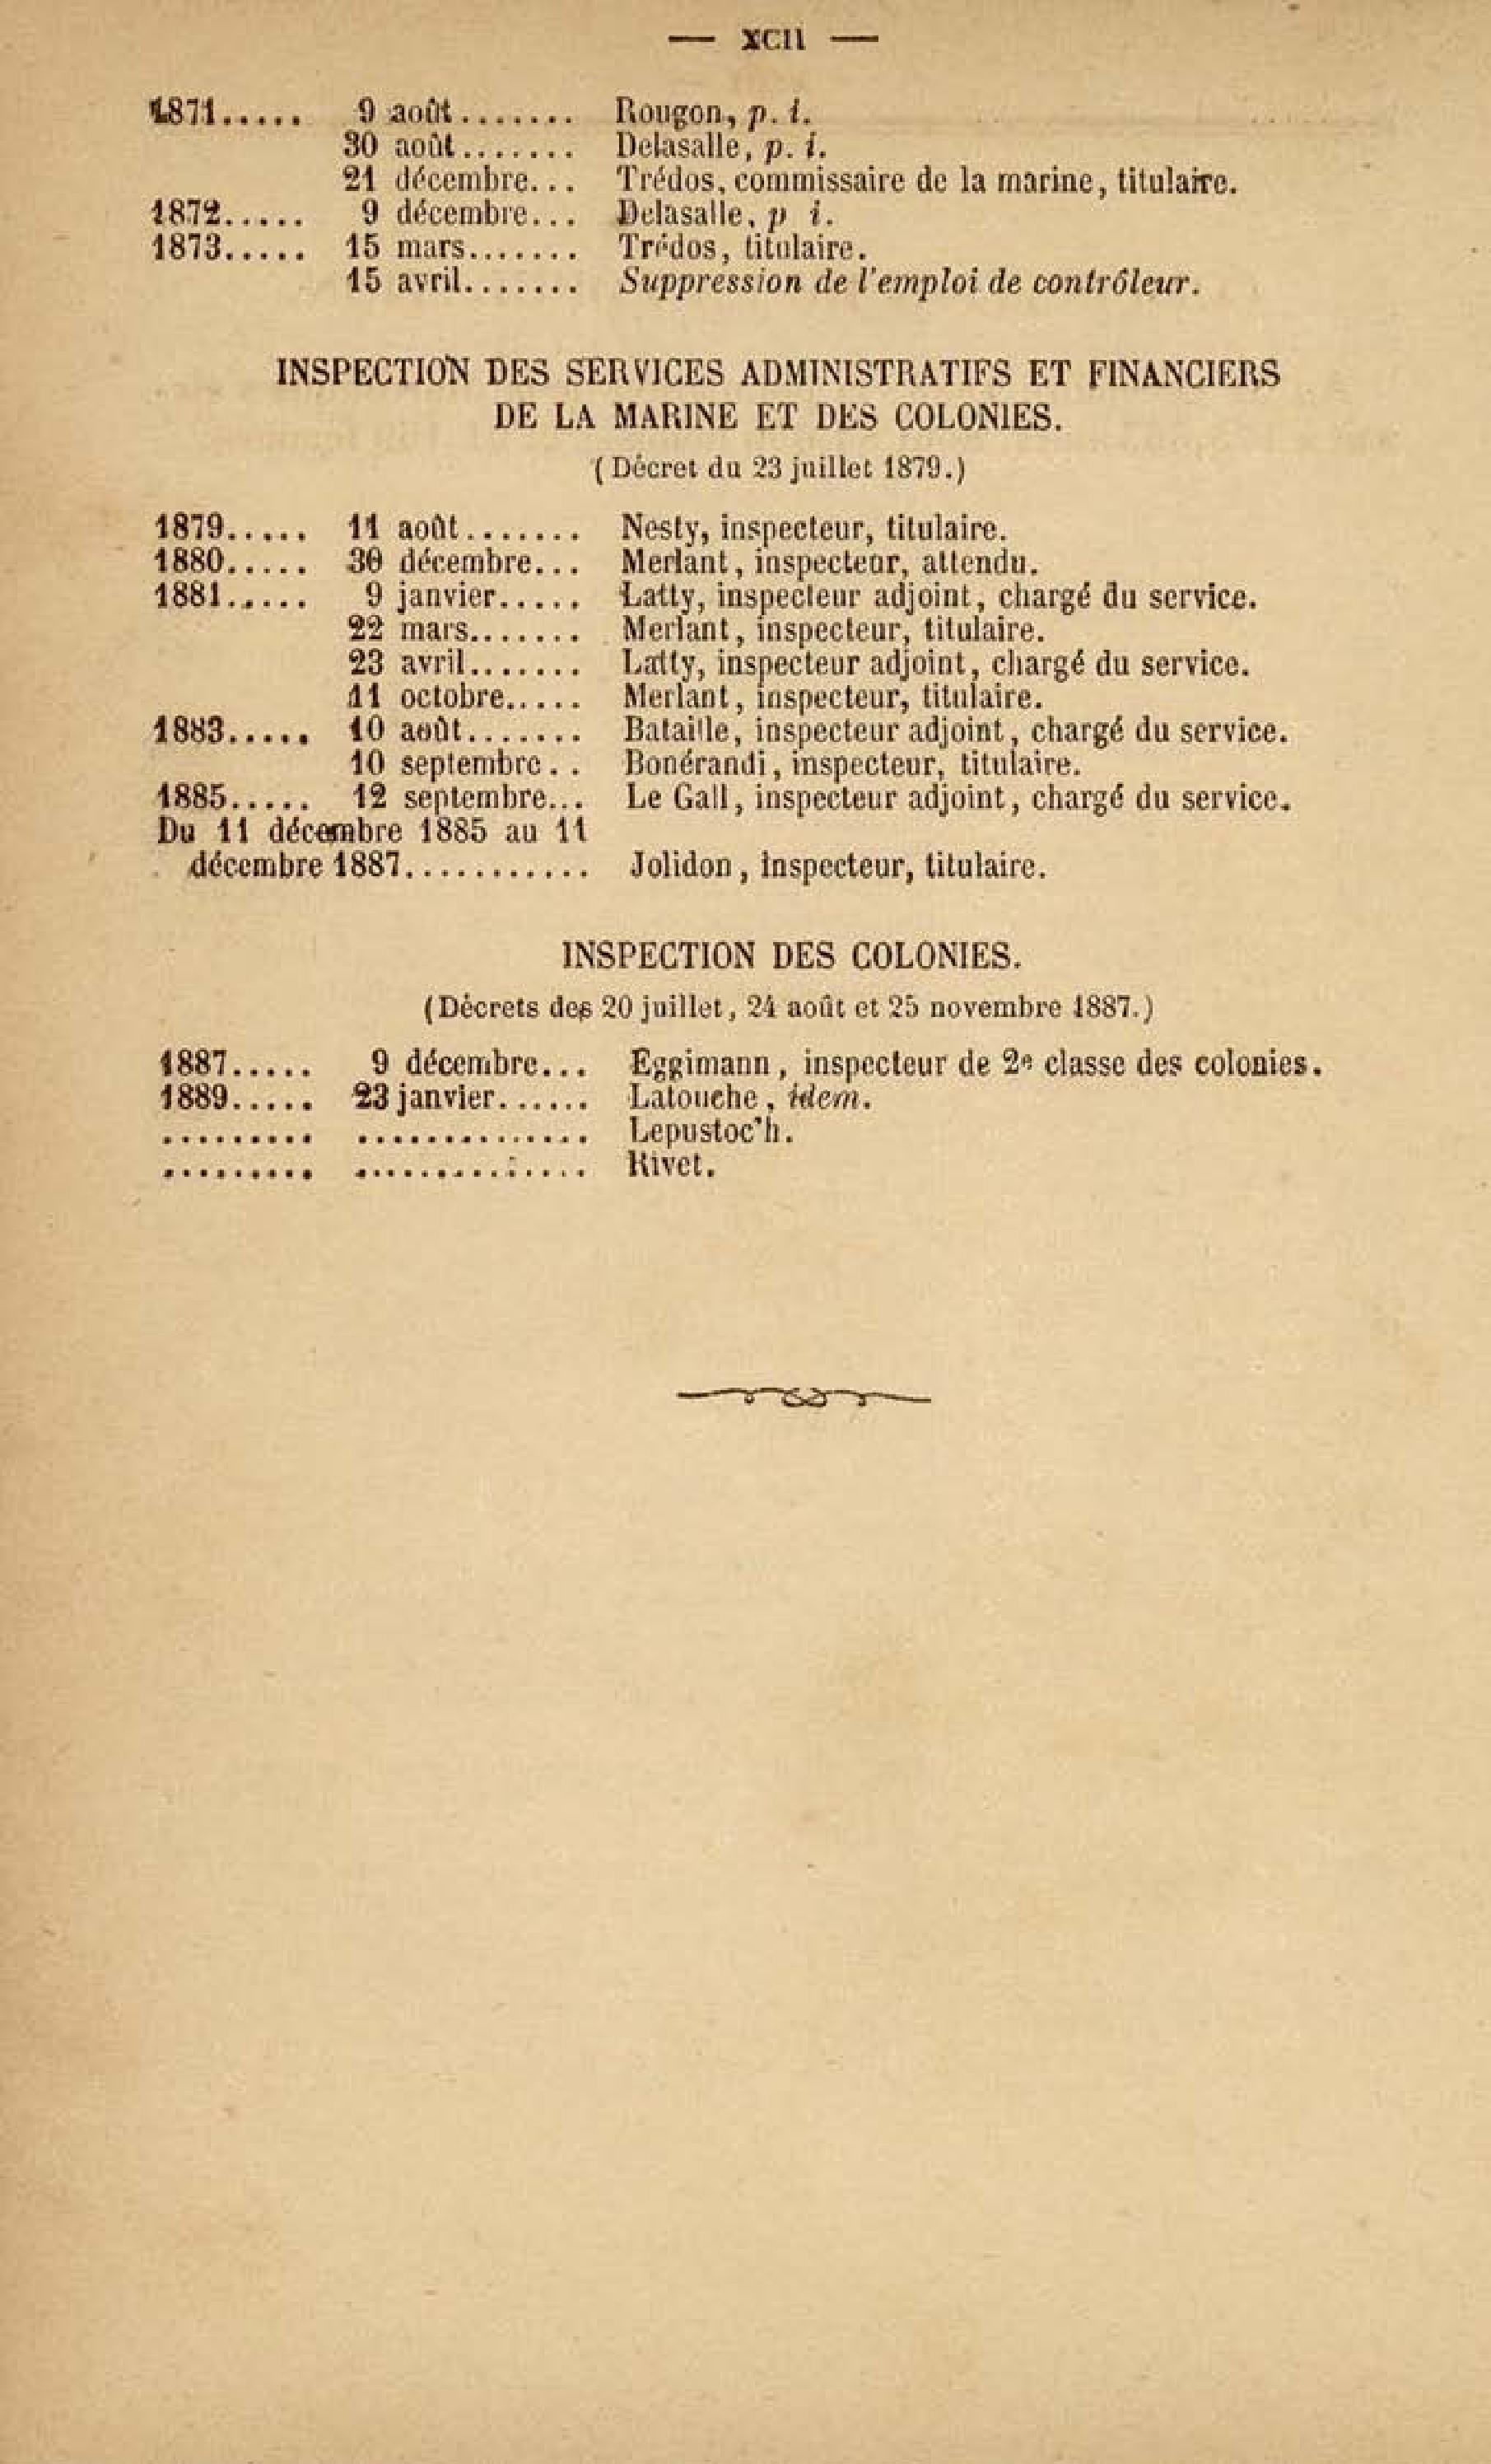 — XCII —
1871..... 9 août........ Rougon, p. i.
30 août....... Delasalle, p. i.
21 décembre... Trédos, commissaire de la marine, titulaire.
1872..... 9 décembre... Delasalle, p i.
1873..... 15 mars....... Trédos, titulaire.
15 avril....... Suppression de l'emploi de contrôleur.
INSPECTION DES SERVICES ADMINISTRATIFS ET FINANCIERS
DE LA MARINE ET DES COLONIES.
(Décret du 23 juillet 1879.)
1879..... 11 août....... Nesty, inspecteur, titulaire.
1880..... 30 décembre... Merlant, inspecteur, attendu.
1881..... 9 janvier..... Latty, inspecteur adjoint, chargé du service.
22 mars....... Merlant, inspecteur, titulaire.
23 avril....... Latty, inspecteur adjoint, chargé du service.
11 octobre..... Merlant, inspecteur, titulaire.
1883..... 10 août....... Bataille, inspecteur adjoint, chargé du service.
10 septembre.. Bonérandi, inspecteur, titulaire.
1885..... 12 septembre... Le Gall, inspecteur adjoint, chargé du service.
Du 11 décembre 1885 au 11
décembre 1887........... Jolidon, inspecteur, titulaire.
INSPECTION DES COLONIES.
(Décrets des 20 juillet, 24 août et 25 novembre 1887.)
1887..... 9 décembre... Eggimann, inspecteur de 2e classe des colonies.
1889..... 23 janvier...... Latouche, idem.
......... .............. Lepustoc'h.
......... .............. Rivet.